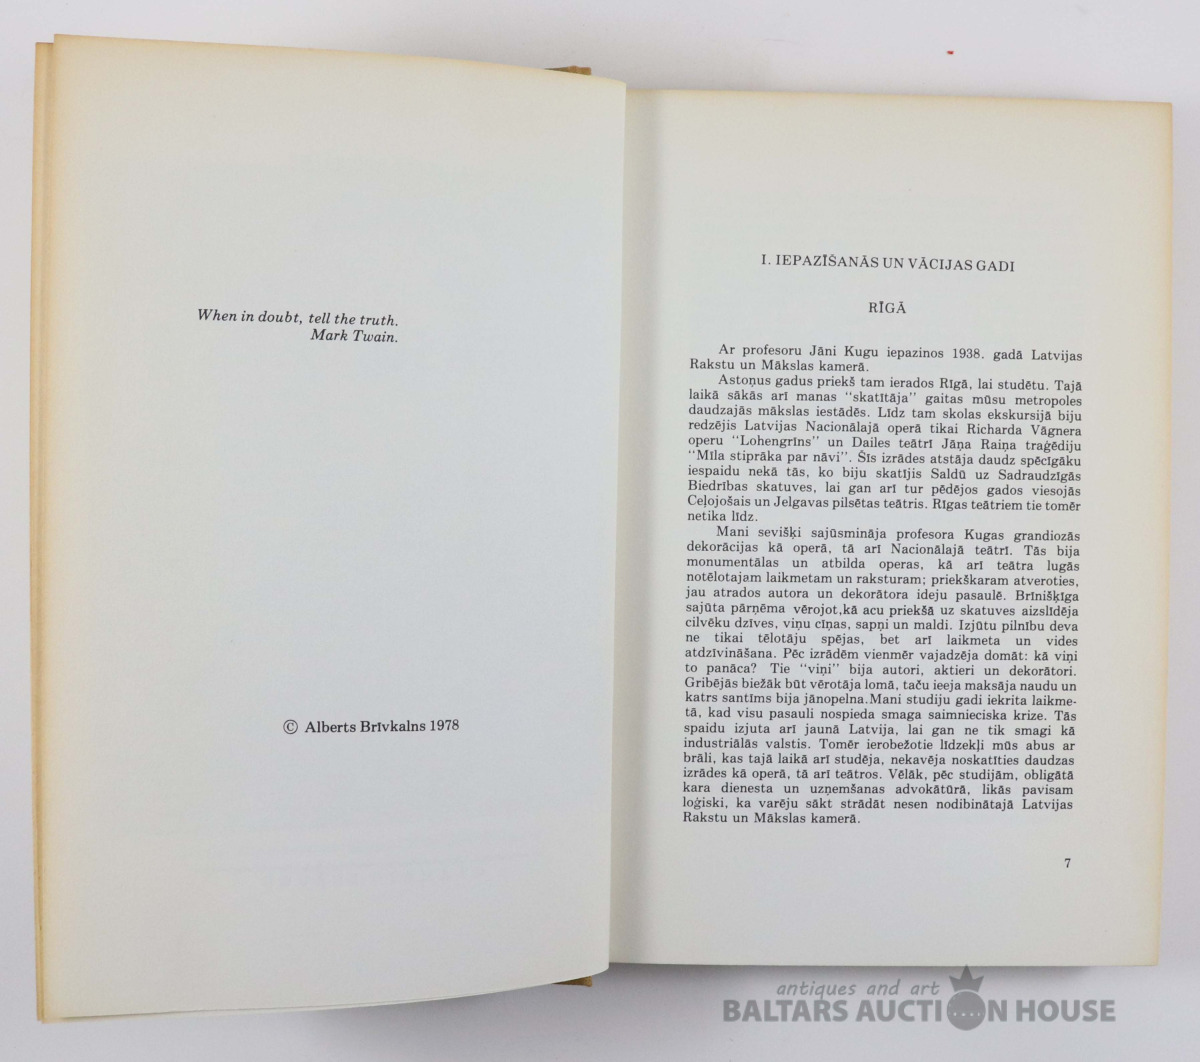 When in doubt, tell the truth.
Mark Twain.
© Alberts Brīvkalns 1978
I. IEPAZĪŠANĀS UN VĀCIJAS GADI
RĪGĀ
Ar profesoru Jāni Kugu iepazinos 1938. gadā Latvijas
Rakstu un Mākslas kamerā.
Astoņus gadus priekš tam ierados Rīgā, lai studētu. Tajā
laikā sākās arī manas “skatītāja” gaitas mūsu metropoles
daudzajās mākslas iestādēs. Līdz tam skolas ekskursijā biju
redzējis Latvijas Nacionālajā operā tikai Richarda Vāgnera
operu “Lohengrīns” un Dailes teātrī Jāņa Raiņa traģēdiju
“Mīla stiprāka par nāvi”. Šīs izrādes atstāja daudz spēcīgāku
iespaidu nekā tās, ko biju skatījis Saldū uz Sadraudzīgās
Biedrības skatuves, lai gan arī tur pēdējos gados viesojās
Ceļojošais un Jelgavas pilsētas teātris. Rīgas teātriem tie tomēr
netika līdz.
Mani sevišķi sajūsmināja profesora Kugas grandiozās
dekorācijas kā operā, tā arī Nacionālajā teātrī. Tās bija
monumentālas un atbilda operas, kā arī teātra lugās
notēlotajam laikmetam un raksturam; priekškaram atveroties,
jau atrados autora un dekorātora ideju pasaulē. Brīnišķīga
sajūta pārņēma vērojot,kā acu priekšā uz skatuves aizslīdēja
cilvēku dzīves, viņu cīņas, sapņi un maldi. Izjūtu pilnību deva
ne tikai tēlotāju spējas, bet arī laikmeta un vides
atdzīvināšana. Pēc izrādēm vienmēr vajadzēja domāt: kā viņi
to panāca? Tie “viņi” bija autori, aktieri un dekorātori.
Gribējās biežāk būt vērotāja lomā, taču ieeja maksāja naudu un
katrs santīms bija jānopelna.Mani studiju gadi iekrita laikme-
tā, kad visu pasauli nospieda smaga saimnieciska krize. Tās
spaidu izjuta arī jaunā Latvija, lai gan ne tik smagi kā
industriālās valstis. Tomēr ierobežotie līdzekļi mūs abus ar
brāli, kas tajā laikā arī studēja, nekavēja noskatīties daudzas
izrādes kā operā, tā arī teātros. Vēlāk, pēc studijām, obligātā
kara dienesta un uzņemšanas advokātūrā, likās pavisam
loģiski, ka varēju sākt strādāt nesen nodibinātajā Latvijas
Rakstu un Mākslas kamerā.
7
antiques and art
BALTARS AUCTION HOUSE